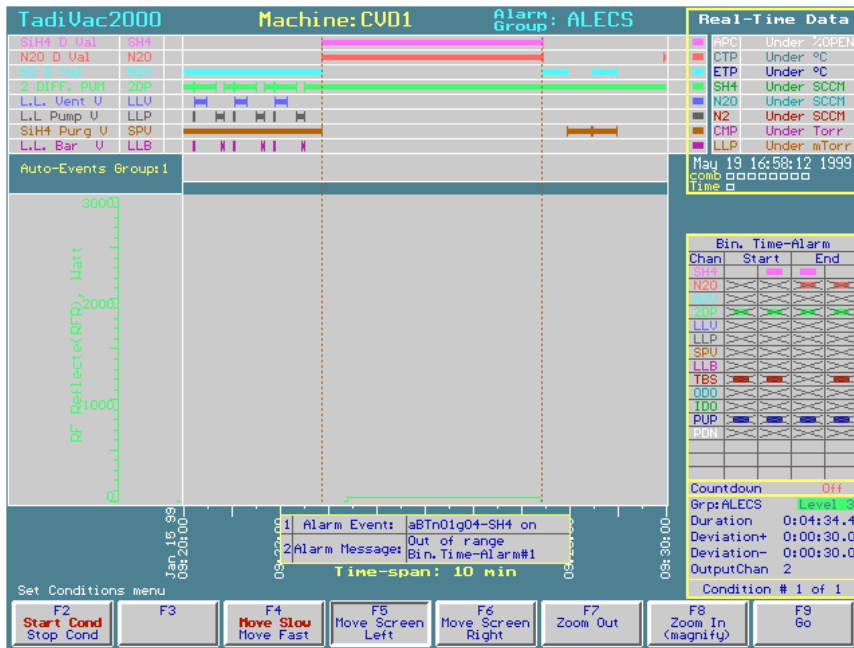 TadiVac2000 Machine:CVD1 Alarm Group: ALECS
Real-Time Data
SiH4 D Val SH4
N2O D Val N2O
N2 D Val N2V
2 DIFF. PUM 2DP
L.L. Vent V LLV
L.L Pump V LLP
SiH4 Purg V SPV
L.L. Bar V LLB
APC Under %OPEN
CTP Under ºC
ETP Under ºC
SH4 Under SCCM
N2O Under SCCM
N2 Under SCCM
CMP Under Torr
LLP Under mTorr
May 19 16:58:12 1999
comb
Time
Auto-Events Group:1
RF Reflecte(RFR), Watt
3000
2000
1000
0
Bin. Time-Alarm
Chan Start End
SH4
N2O
N2V
2DP
LLV
LLP
SPV
LLB
TBS
ODO
IDO
PUP
PDN
Countdown Off
Grp:ALECS Level 3
Duration 0:04:34.4
Deviation+ 0:00:30.0
Deviation- 0:00:30.0
OutputChan 2
Condition # 1 of 1
Jan 15 99
09:20:00
09:30:00
1 Alarm Event: aBTn01g04-SH4 on
2 Alarm Message: Out of range
Bin.Time-Alarm#1
Time-span: 10 min
Set Conditions menu
F2 Start Cond Stop Cond
F3
F4 Move Slow Move Fast
F5 Move Screen Left
F6 Move Screen Right
F7 Zoom Out
F8 Zoom In (magnify)
F9 Go